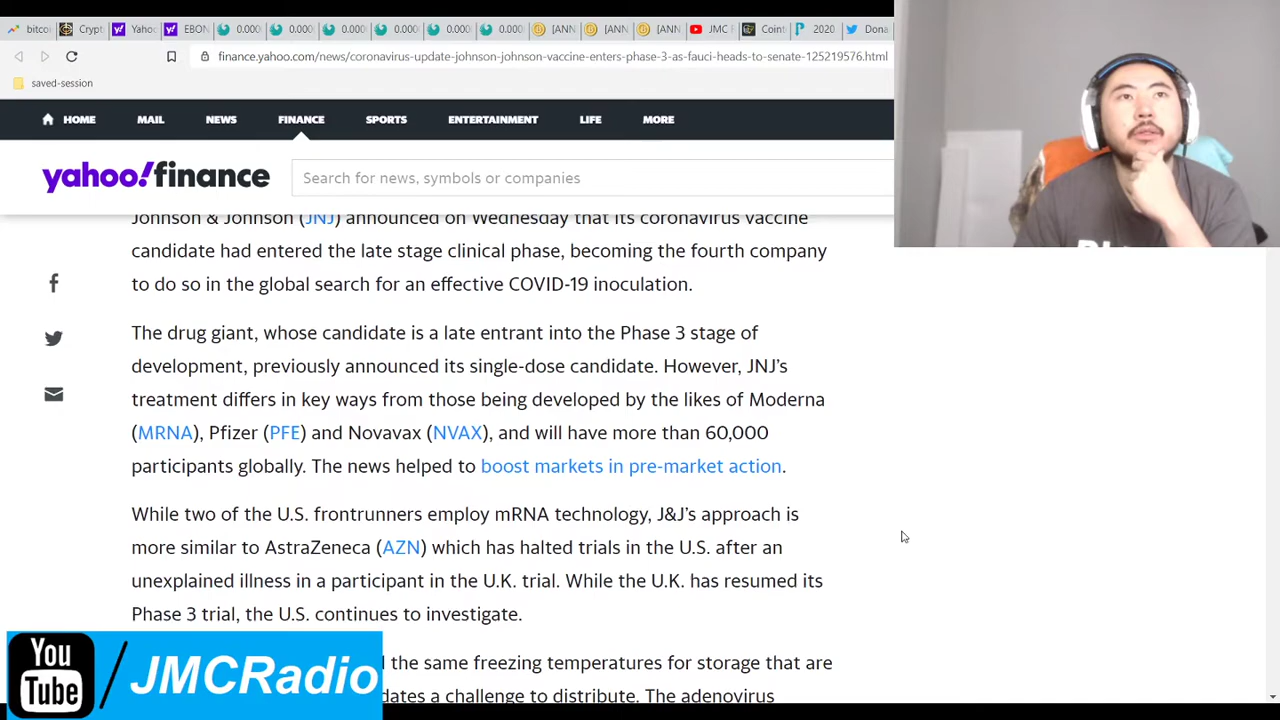 bitco
Crypt
Yahoo
EBON
0.000
0.000
0.000
0.000
0.000
0.000
[ANN
[ANN
[ANN
JMC F
Coint
2020
Dona
finance.yahoo.com/news/coronavirus-update-johnson-johnson-vaccine-enters-phase-3-as-fauci-heads-to-senate-125219576.html
saved-session
HOME MAIL NEWS FINANCE SPORTS ENTERTAINMENT LIFE MORE
yahoo!finance
Search for news, symbols or companies
Johnson & Johnson (JNJ) announced on Wednesday that its coronavirus vaccine
candidate had entered the late stage clinical phase, becoming the fourth company
to do so in the global search for an effective COVID-19 inoculation.
The drug giant, whose candidate is a late entrant into the Phase 3 stage of
development, previously announced its single-dose candidate. However, JNJ’s
treatment differs in key ways from those being developed by the likes of Moderna
(MRNA), Pfizer (PFE) and Novavax (NVAX), and will have more than 60,000
participants globally. The news helped to boost markets in pre-market action.
While two of the U.S. frontrunners employ mRNA technology, J&J’s approach is
more similar to AstraZeneca (AZN) which has halted trials in the U.S. after an
unexplained illness in a participant in the U.K. trial. While the U.K. has resumed its
Phase 3 trial, the U.S. continues to investigate.
the same freezing temperatures for storage that are
dates a challenge to distribute. The adenovirus
You
Tube
/JMCRadio